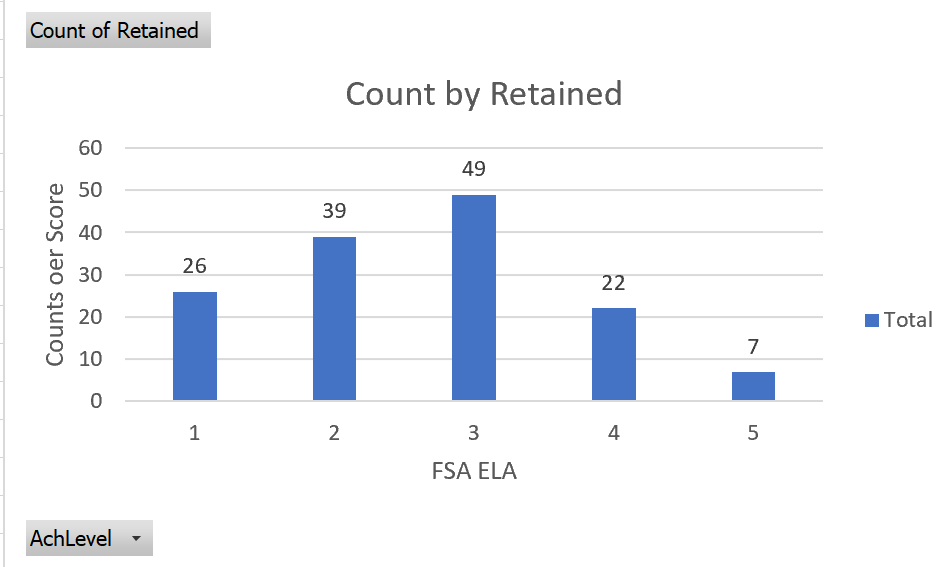 Count of Retained
Count by Retained
60
50
40
30
20
10
0
Counts oer Score
26
39
49
22
7
1
2
3
4
5
FSA ELA
Total
AchLevel